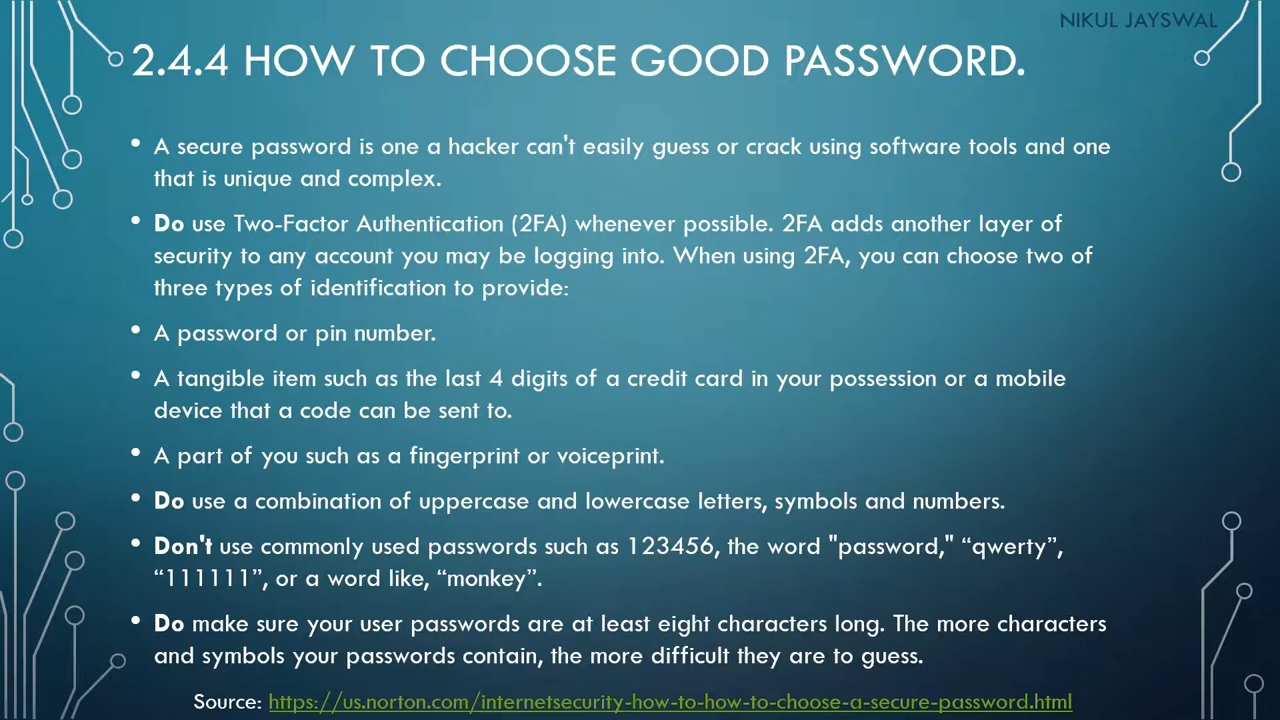 NIKUL JAYSWAL
2.4.4 HOW TO CHOOSE GOOD PASSWORD.
• A secure password is one a hacker can't easily guess or crack using software tools and one
that is unique and complex.
• Do use Two-Factor Authentication (2FA) whenever possible. 2FA adds another layer of
security to any account you may be logging into. When using 2FA, you can choose two of
three types of identification to provide:
• A password or pin number.
• A tangible item such as the last 4 digits of a credit card in your possession or a mobile
device that a code can be sent to.
• A part of you such as a fingerprint or voiceprint.
• Do use a combination of uppercase and lowercase letters, symbols and numbers.
• Don't use commonly used passwords such as 123456, the word "password," “qwerty”,
“111111”, or a word like, “monkey”.
• Do make sure your user passwords are at least eight characters long. The more characters
and symbols your passwords contain, the more difficult they are to guess.
Source: https://us.norton.com/internetsecurity-how-to-how-to-choose-a-secure-password.html